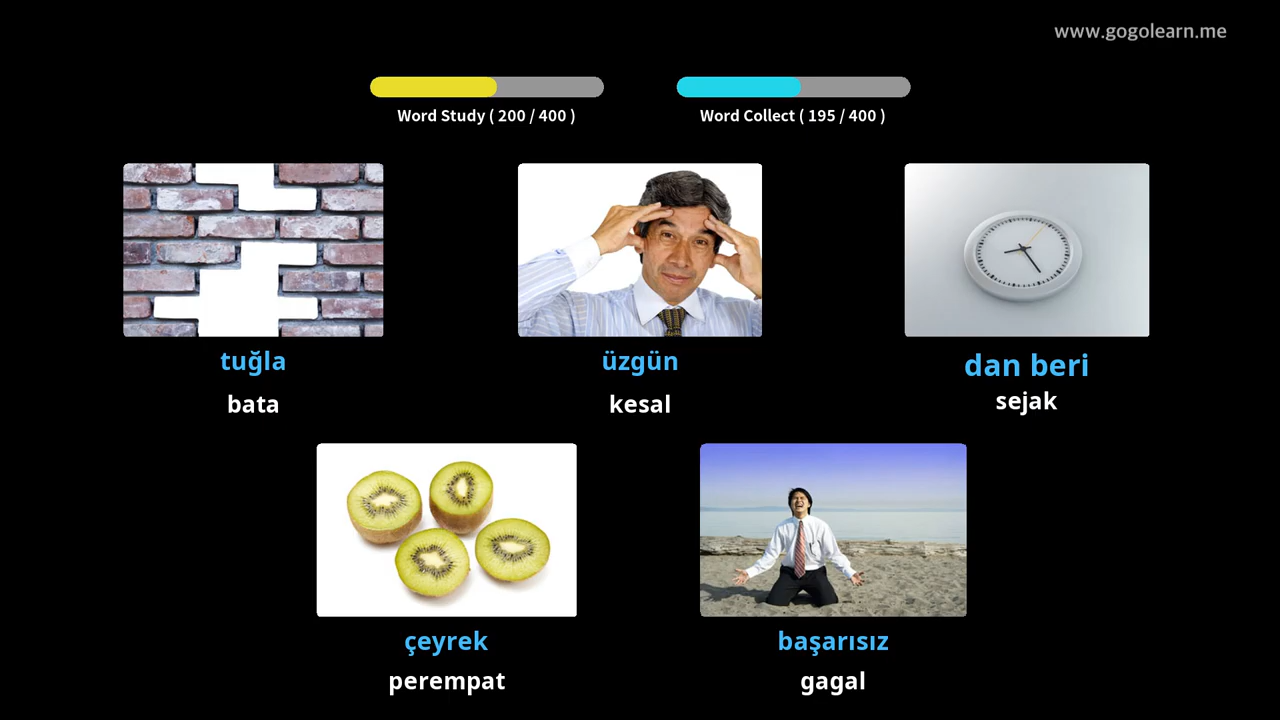 www.gogolearn.me
Word Study ( 200 / 400 )
Word Collect ( 195 / 400 )
tuğla
bata
üzgün
kesal
dan beri
sejak
çeyrek
perempat
başarısız
gagal